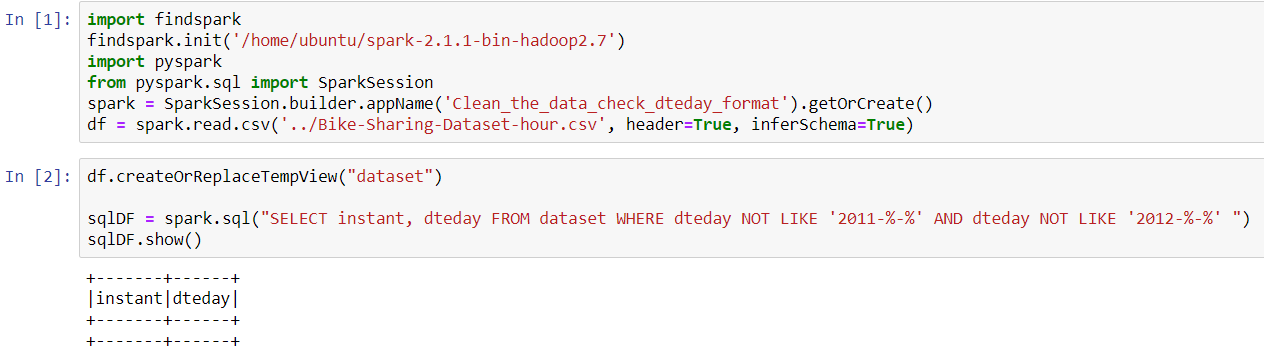 In [1]: import findspark
findspark.init('/home/ubuntu/spark-2.1.1-bin-hadoop2.7')
import pyspark
from pyspark.sql import SparkSession
spark = SparkSession.builder.appName('Clean_the_data_check_dteday_format').getOrCreate()
df = spark.read.csv('../Bike-Sharing-Dataset-hour.csv', header=True, inferSchema=True)
In [2]: df.createOrReplaceTempView("dataset")
sqlDF = spark.sql("SELECT instant, dteday FROM dataset WHERE dteday NOT LIKE '2011-%-%' AND dteday NOT LIKE '2012-%-%' ")
sqlDF.show()
+-------+------+
|instant|dteday|
+-------+------+
+-------+------+